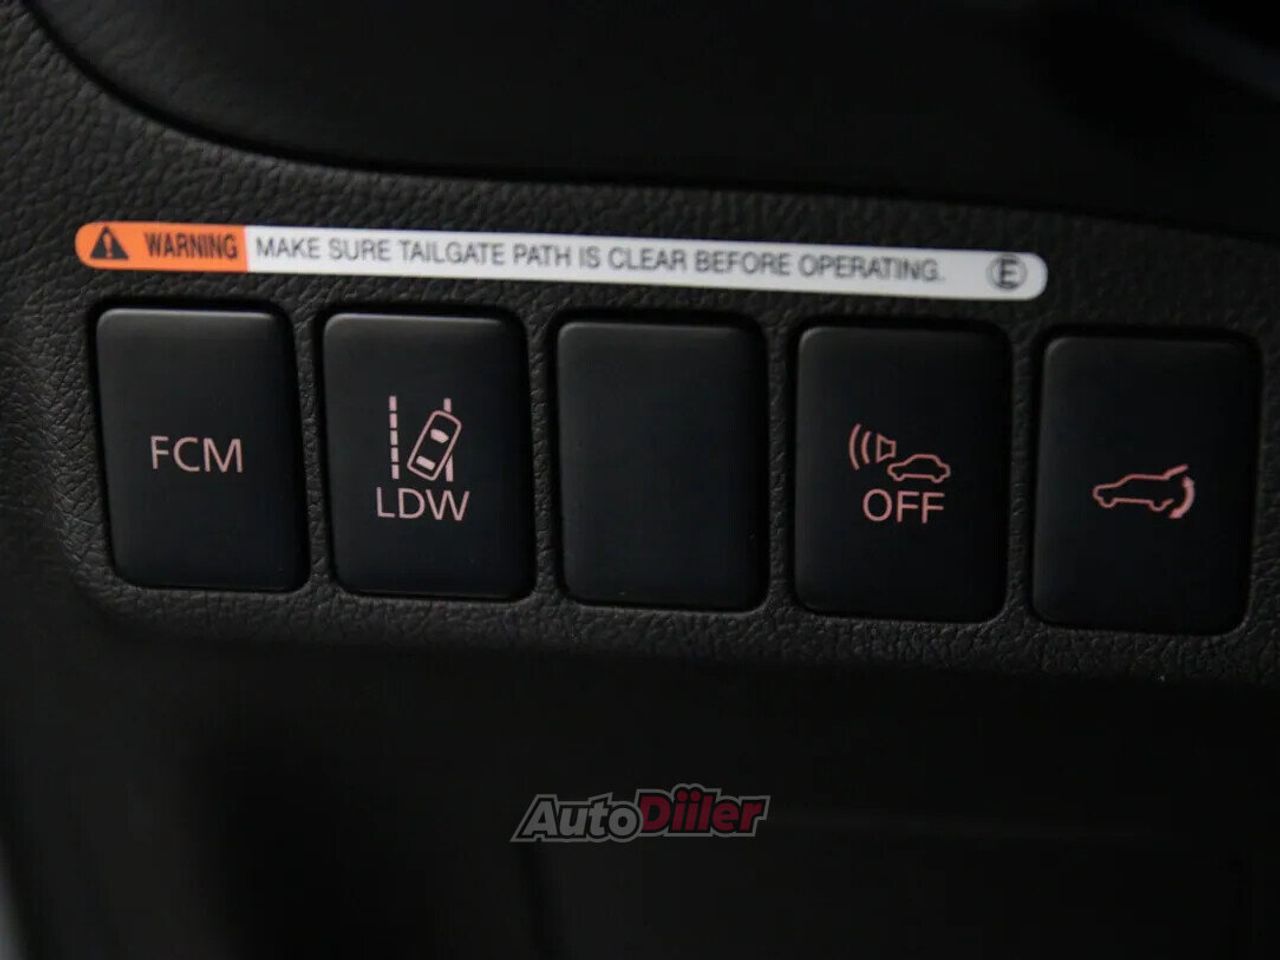 WARNING MAKE SURE TAILGATE PATH IS CLEAR BEFORE OPERATING. E
FCM
LDW
OFF
AutoDiiler